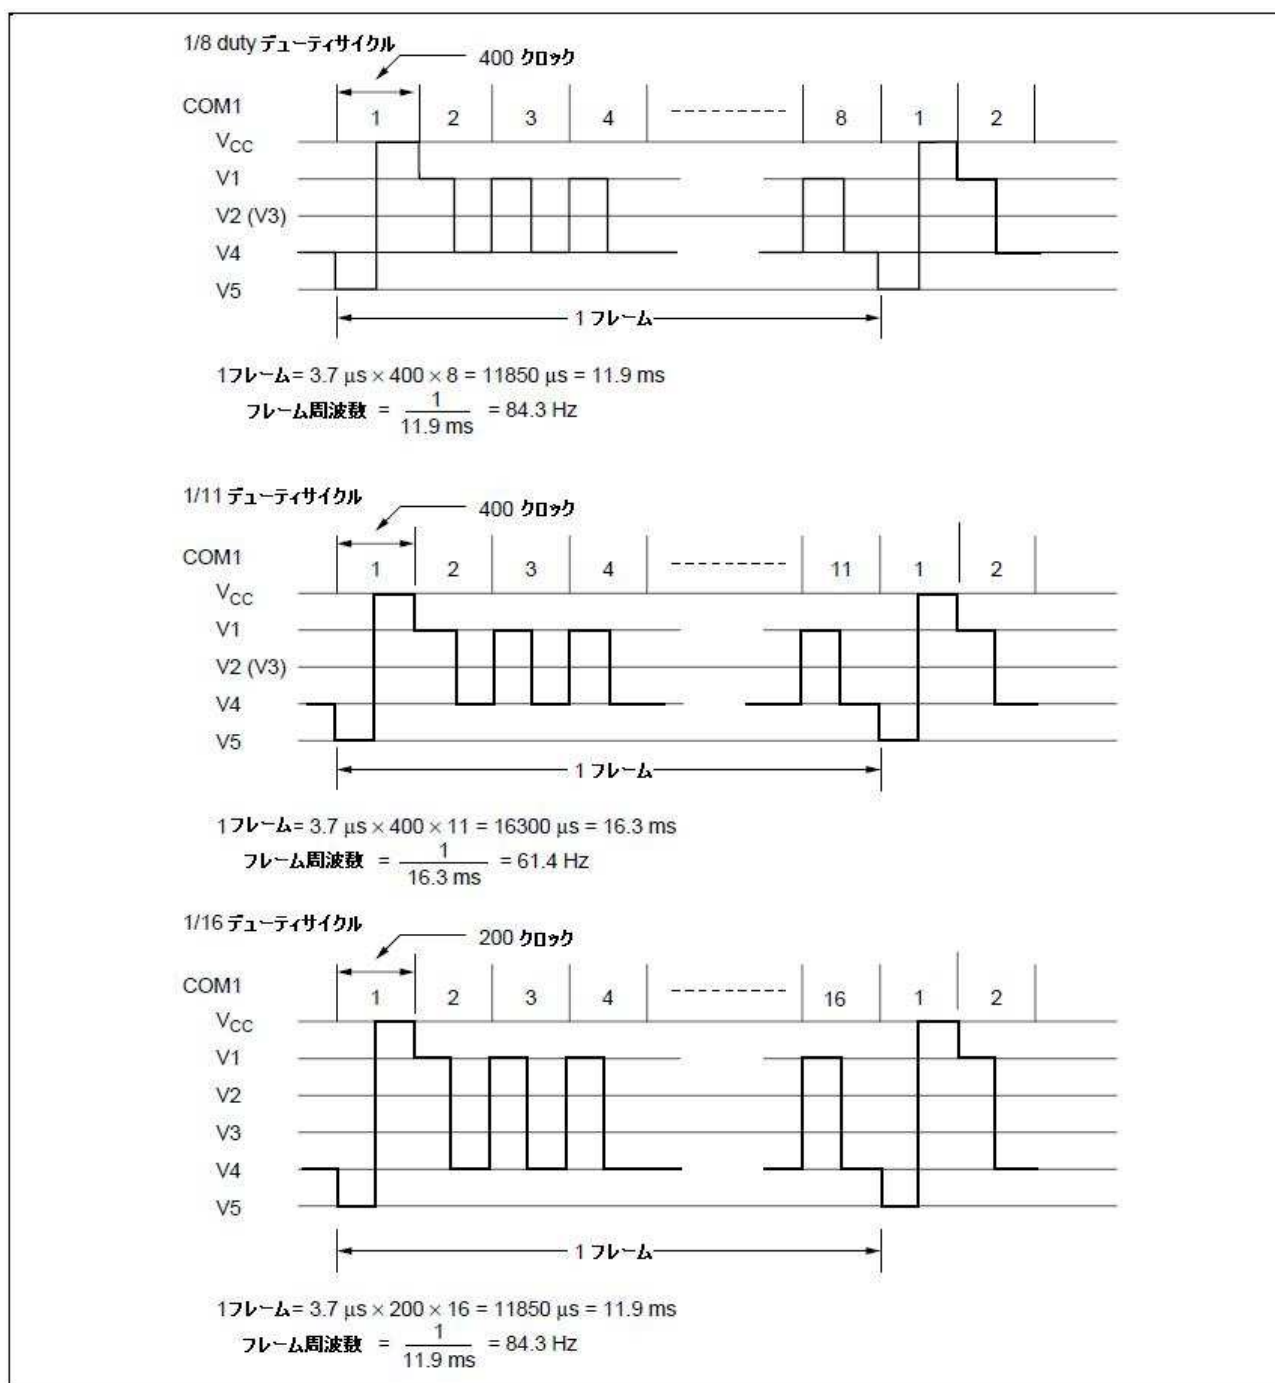 1/8 duty デューティサイクル
400 クロック
COM1
1 2 3 4 8 1 2
VCC
V1
V2 (V3)
V4
V5
1 フレーム
1フレーム= 3.7 μs × 400 × 8 = 11850 μs = 11.9 ms
フレーム周波数 = 1 / 11.9 ms = 84.3 Hz
1/11 デューティサイクル
400 クロック
COM1
1 2 3 4 11 1 2
VCC
V1
V2 (V3)
V4
V5
1 フレーム
1フレーム= 3.7 μs × 400 × 11 = 16300 μs = 16.3 ms
フレーム周波数 = 1 / 16.3 ms = 61.4 Hz
1/16 デューティサイクル
200 クロック
COM1
1 2 3 4 16 1 2
VCC
V1
V2
V3
V4
V5
1 フレーム
1フレーム= 3.7 μs × 200 × 16 = 11850 μs = 11.9 ms
フレーム周波数 = 1 / 11.9 ms = 84.3 Hz